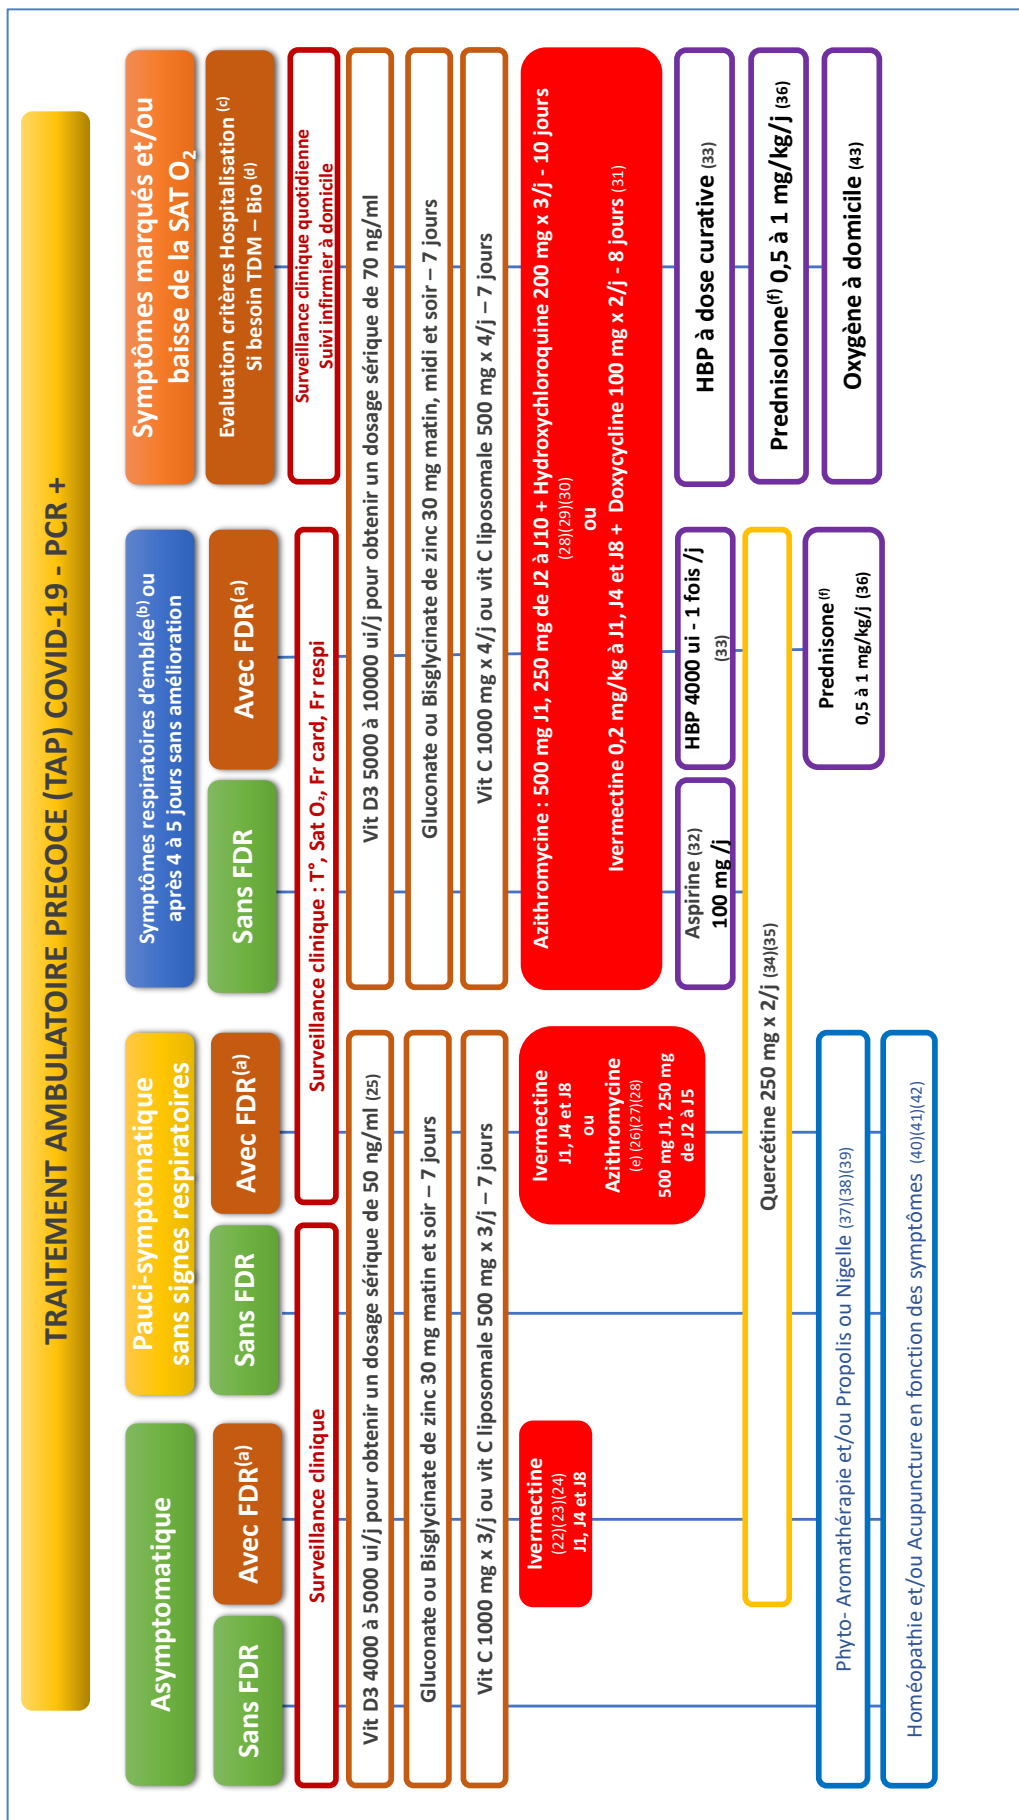 TRAITEMENT AMBULATOIRE PRECOCE (TAP) COVID-19 - PCR +
Asymptomatique
Pauci-symptomatique
sans signes respiratoires
Symptômes respiratoires d'emblée(b) ou
après 4 à 5 jours sans amélioration
Symptômes marqués et/ou
baisse de la SAT O₂
Sans FDR
Avec FDR(a)
Sans FDR
Avec FDR(a)
Sans FDR
Avec FDR(a)
Evaluation critères Hospitalisation (c)
Si besoin TDM – Bio (d)
Surveillance clinique
Surveillance clinique : T°, Sat O₂, Fr card, Fr respi
Surveillance clinique quotidienne
Suivi infirmier à domicile
Vit D3 4000 à 5000 ui/j pour obtenir un dosage sérique de 50 ng/ml (25)
Vit D3 5000 à 10000 ui/j pour obtenir un dosage sérique de 70 ng/ml
Gluconate ou Bisglycinate de zinc 30 mg matin et soir – 7 jours
Gluconate ou Bisglycinate de zinc 30 mg matin, midi et soir – 7 jours
Vit C 1000 mg x 3/j ou vit C liposomale 500 mg x 3/j – 7 jours
Vit C 1000 mg x 4/j ou vit C liposomale 500 mg x 4/j – 7 jours
Ivermectine
(22)(23)(24)
J1, J4 et J8
Ivermectine
J1, J4 et J8
ou
Azithromycine
(e) (26)(27)(28)
500 mg J1, 250 mg
de J2 à J5
Azithromycine : 500 mg J1, 250 mg de J2 à J10 + Hydroxychloroquine 200 mg x 3/j - 10 jours
(28)(29)(30)
ou
Ivermectine 0,2 mg/kg à J1, J4 et J8 + Doxycycline 100 mg x 2/j - 8 jours (31)
Aspirine (32)
100 mg /j
HBP 4000 ui - 1 fois /j
(33)
HBP à dose curative (33)
Quercétine 250 mg x 2/j (34)(35)
Prednisolone(f) 0,5 à 1 mg/kg/j (36)
Prednisone(f)
0,5 à 1 mg/kg/j (36)
Oxygène à domicile (43)
Phyto- Aromathérapie et/ou Propolis ou Nigelle (37)(38)(39)
Homéopathie et/ou Acupuncture en fonction des symptômes (40)(41)(42)